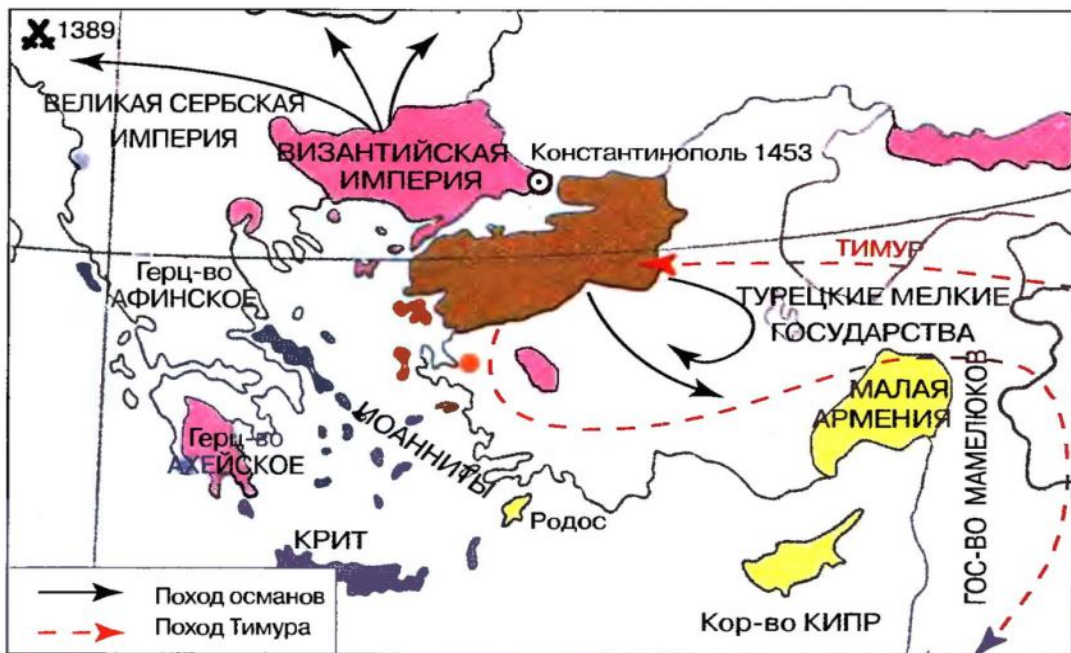 1389
ВЕЛИКАЯ СЕРБСКАЯ
ИМПЕРИЯ
ВИЗАНТИЙСКАЯ
ИМПЕРИЯ
Константинополь 1453
ТИМУР
Герц-во
АФИНСКОЕ
ТУРЕЦКИЕ МЕЛКИЕ
ГОСУДАРСТВА
МАЛАЯ
АРМЕНИЯ
ГОС-ВО МАМЕЛЮКОВ
Герц-во
АХЕЙСКОЕ
ИОАННИТЫ
Родос
КРИТ
Кор-во КИПР
Поход османов
Поход Тимура